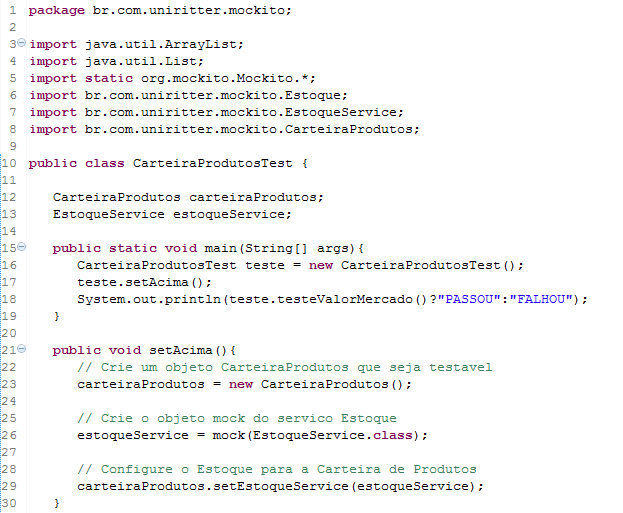 1 package br.com.uniritter.mockito;
2
3 import java.util.ArrayList;
4 import java.util.List;
5 import static org.mockito.Mockito.*;
6 import br.com.uniritter.mockito.Estoque;
7 import br.com.uniritter.mockito.EstoqueService;
8 import br.com.uniritter.mockito.CarteiraProdutos;
9
10 public class CarteiraProdutosTest {
11
12 CarteiraProdutos carteiraProdutos;
13 EstoqueService estoqueService;
14
15 public static void main(String[] args){
16 CarteiraProdutosTest teste = new CarteiraProdutosTest();
17 teste.setAcima();
18 System.out.println(teste.testeValorMercado()?"PASSOU":"FALHOU");
19 }
20
21 public void setAcima(){
22 // Crie um objeto CarteiraProdutos que seja testavel
23 carteiraProdutos = new CarteiraProdutos();
24
25 // Crie o objeto mock do servico Estoque
26 estoqueService = mock(EstoqueService.class);
27
28 // Configure o Estoque para a Carteira de Produtos
29 carteiraProdutos.setEstoqueService(estoqueService);
30 }